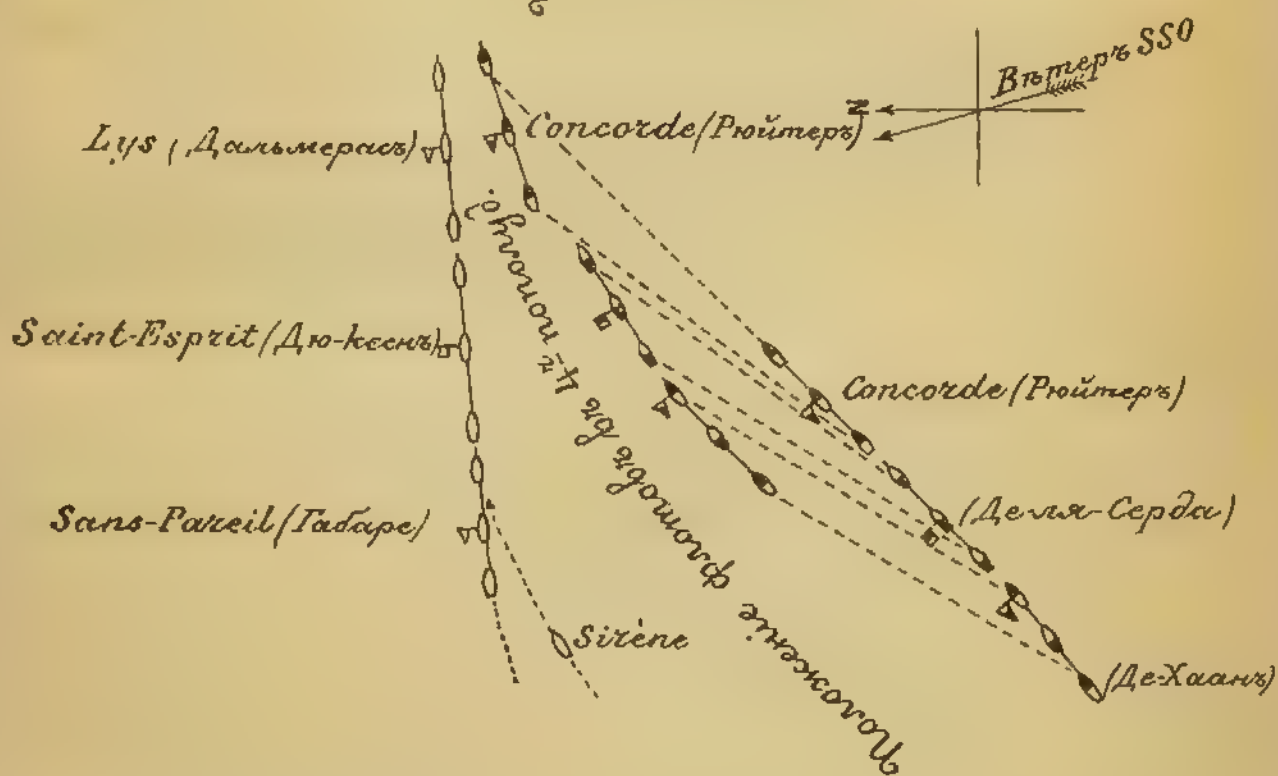 Вѣтеръ SSO
N
Lys (Дальмерасъ)
Concorde (Рюйтеръ)
Saint-Esprit (Дю-кеснъ)
Concorde (Рюйтеръ)
(Де-ля-Серда)
Sans-Pareil (Габаре)
Sirène
(Де-Хаанъ)
Положеніе флотовъ въ 4½ пополуд.